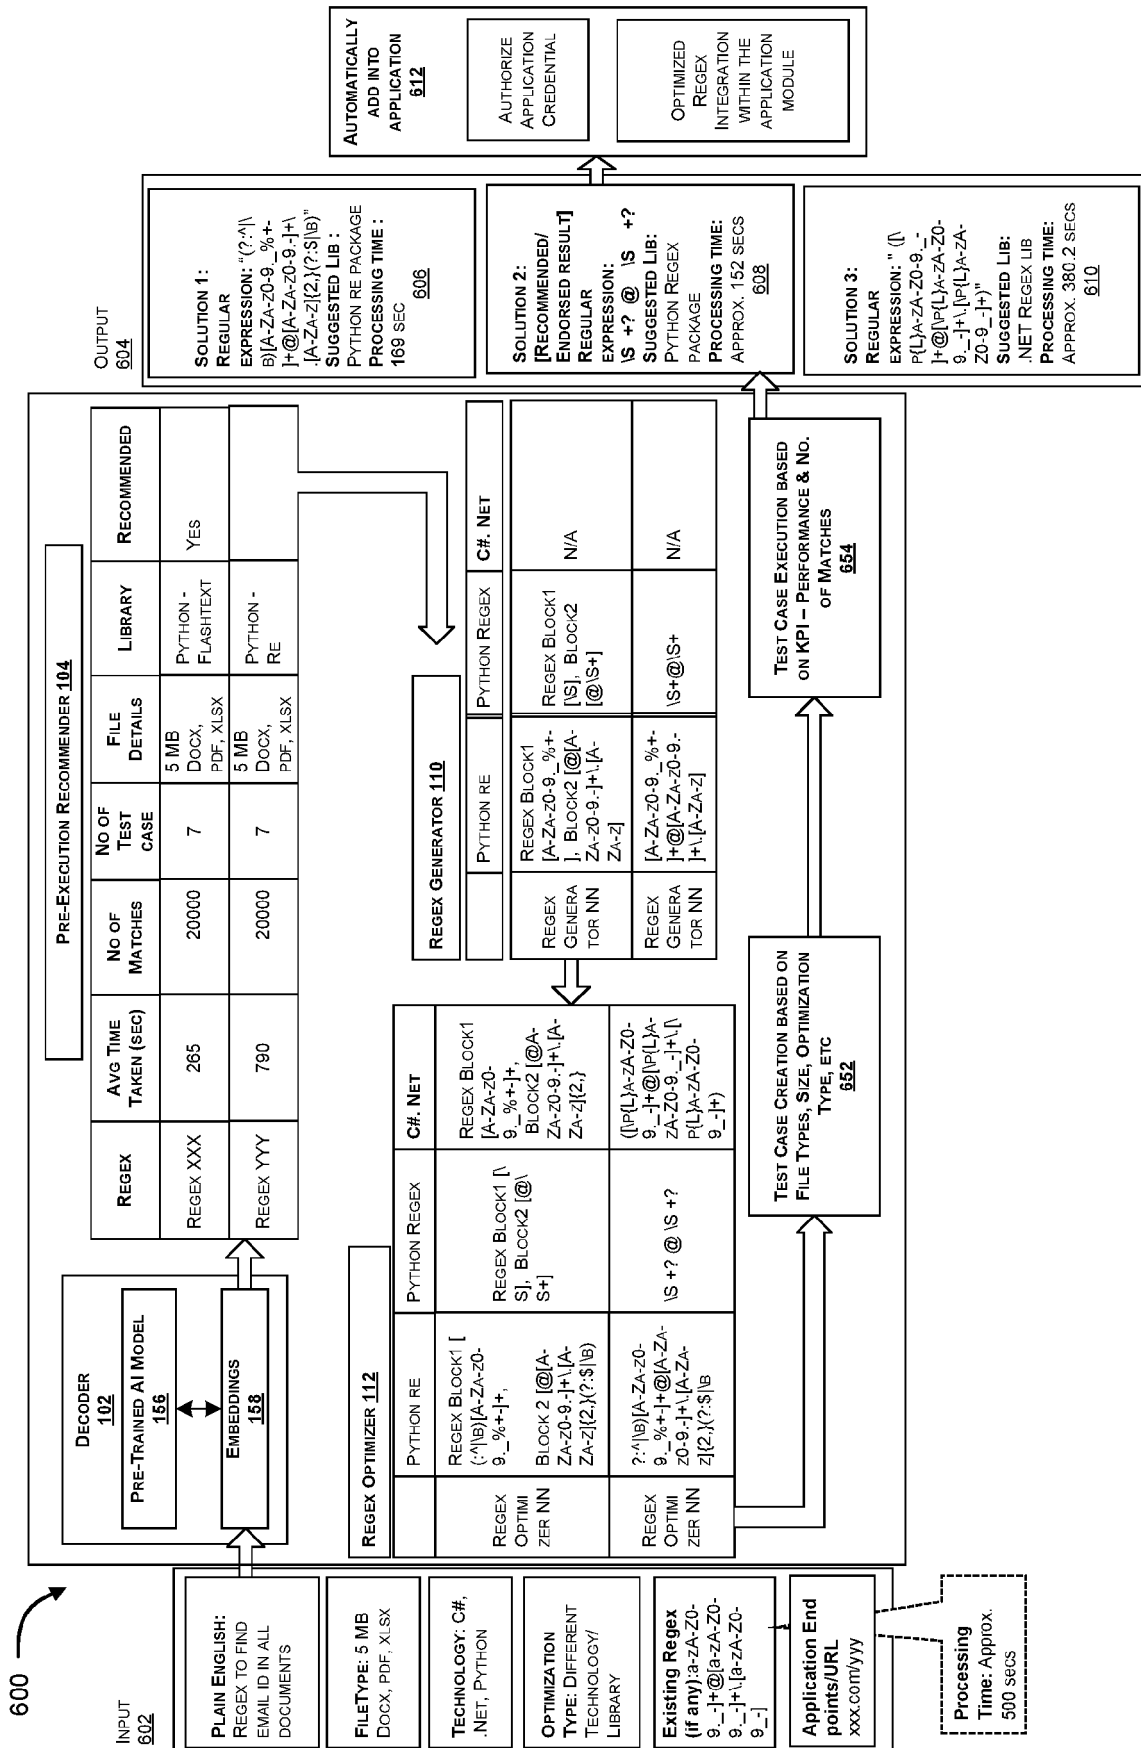 600
INPUT
602
PLAIN ENGLISH:
REGEX TO FIND
EMAIL ID IN ALL
DOCUMENTS
FILETYPE: 5 MB
DOCX, PDF, XLSX
TECHNOLOGY: C#,
.NET, PYTHON
OPTIMIZATION
TYPE: DIFFERENT
TECHNOLOGY/
LIBRARY
Existing Regex
(if any):a-zA-Z0-
9._-]+@[a-zA-Z0-
9._-]+\.[a-zA-Z0-
9_-]
Application End
points/URL
xxx.com/yyy
Processing
Time: Approx.
500 secs
DECODER
102
PRE-TRAINED AI MODEL
156
EMBEDDINGS
158
PRE-EXECUTION RECOMMENDER 104
REGEX
AVG TIME
TAKEN (SEC)
NO OF
MATCHES
NO OF
TEST
CASE
FILE
DETAILS
LIBRARY
RECOMMENDED
REGEX XXX
265
20000
7
5 MB
DOCX,
PDF, XLSX
PYTHON -
FLASHTEXT
YES
REGEX YYY
790
20000
7
5 MB
DOCX,
PDF, XLSX
PYTHON -
RE
REGEX GENERATOR 110
PYTHON RE
PYTHON REGEX
C#. NET
REGEX
GENERA
TOR NN
REGEX BLOCK1
[A-ZA-Z0-9._%+-
], BLOCK2 [@[A-
ZA-Z0-9.-]+\.[A-
ZA-Z]
REGEX BLOCK1
[\S], BLOCK2
[@\S+]
N/A
REGEX
GENERA
TOR NN
[A-ZA-Z0-9._%+-
]+@[A-ZA-Z0-9.-
]+\.[A-ZA-Z]
\S+@\S+
N/A
REGEX OPTIMIZER 112
PYTHON RE
PYTHON REGEX
C#. NET
REGEX
OPTIMI
ZER NN
REGEX BLOCK1 [
(:^|\B)[A-ZA-Z0-
9._%+-]+,
BLOCK 2 [@[A-
ZA-Z0-9.-]+\.[A-
ZA-Z]{2,}(?:$|\B)
REGEX BLOCK1 [\
S], BLOCK2 [@\
S+]
REGEX BLOCK1
[A-ZA-Z0-
9._%+-]+,
BLOCK2 [@A-
ZA-Z0-9.-]+\.[A-
ZA-Z]{2,}
REGEX
OPTIMI
ZER NN
?:^|\B)[A-ZA-Z0-
9._%+-]+@[A-ZA-
Z0-9.-]+\.[A-ZA-
Z]{2,}(?:$|\B
\S +? @ \S +?
([\P{L}A-ZA-Z0-
9._-]+@[\P{L}A-
ZA-Z0-9._-]+\.[\
P{L}A-ZA-Z0-
9_-]+)
TEST CASE CREATION BASED ON
FILE TYPES, SIZE, OPTIMIZATION
TYPE, ETC
652
TEST CASE EXECUTION BASED
ON KPI – PERFORMANCE & NO.
OF MATCHES
654
OUTPUT
604
SOLUTION 1:
REGULAR
EXPRESSION: "(?:^|\
B)[A-ZA-Z0-9._%+-
]+@[A-ZA-Z0-9.-]+\
.[A-ZA-Z]{2,}(?:$|\B)"
SUGGESTED LIB :
PYTHON RE PACKAGE
PROCESSING TIME :
169 SEC
606
SOLUTION 2:
[RECOMMENDED/
ENDORSED RESULT]
REGULAR
EXPRESSION:
\S +? @ \S +?
SUGGESTED LIB:
PYTHON REGEX
PACKAGE
PROCESSING TIME:
APPROX. 152 SECS
608
SOLUTION 3:
REGULAR
EXPRESSION: " ([\
P{L}A-ZA-Z0-9._-
]+@[\P{L}A-ZA-Z0-
9._-]+\.[\P{L}A-ZA-
Z0-9_-]+)"
SUGGESTED LIB:
.NET REGEX LIB
PROCESSING TIME:
APPROX. 380.2 SECS
610
AUTOMATICALLY
ADD INTO
APPLICATION
612
AUTHORIZE
APPLICATION
CREDENTIAL
OPTIMIZED
REGEX
INTEGRATION
WITHIN THE
APPLICATION
MODULE